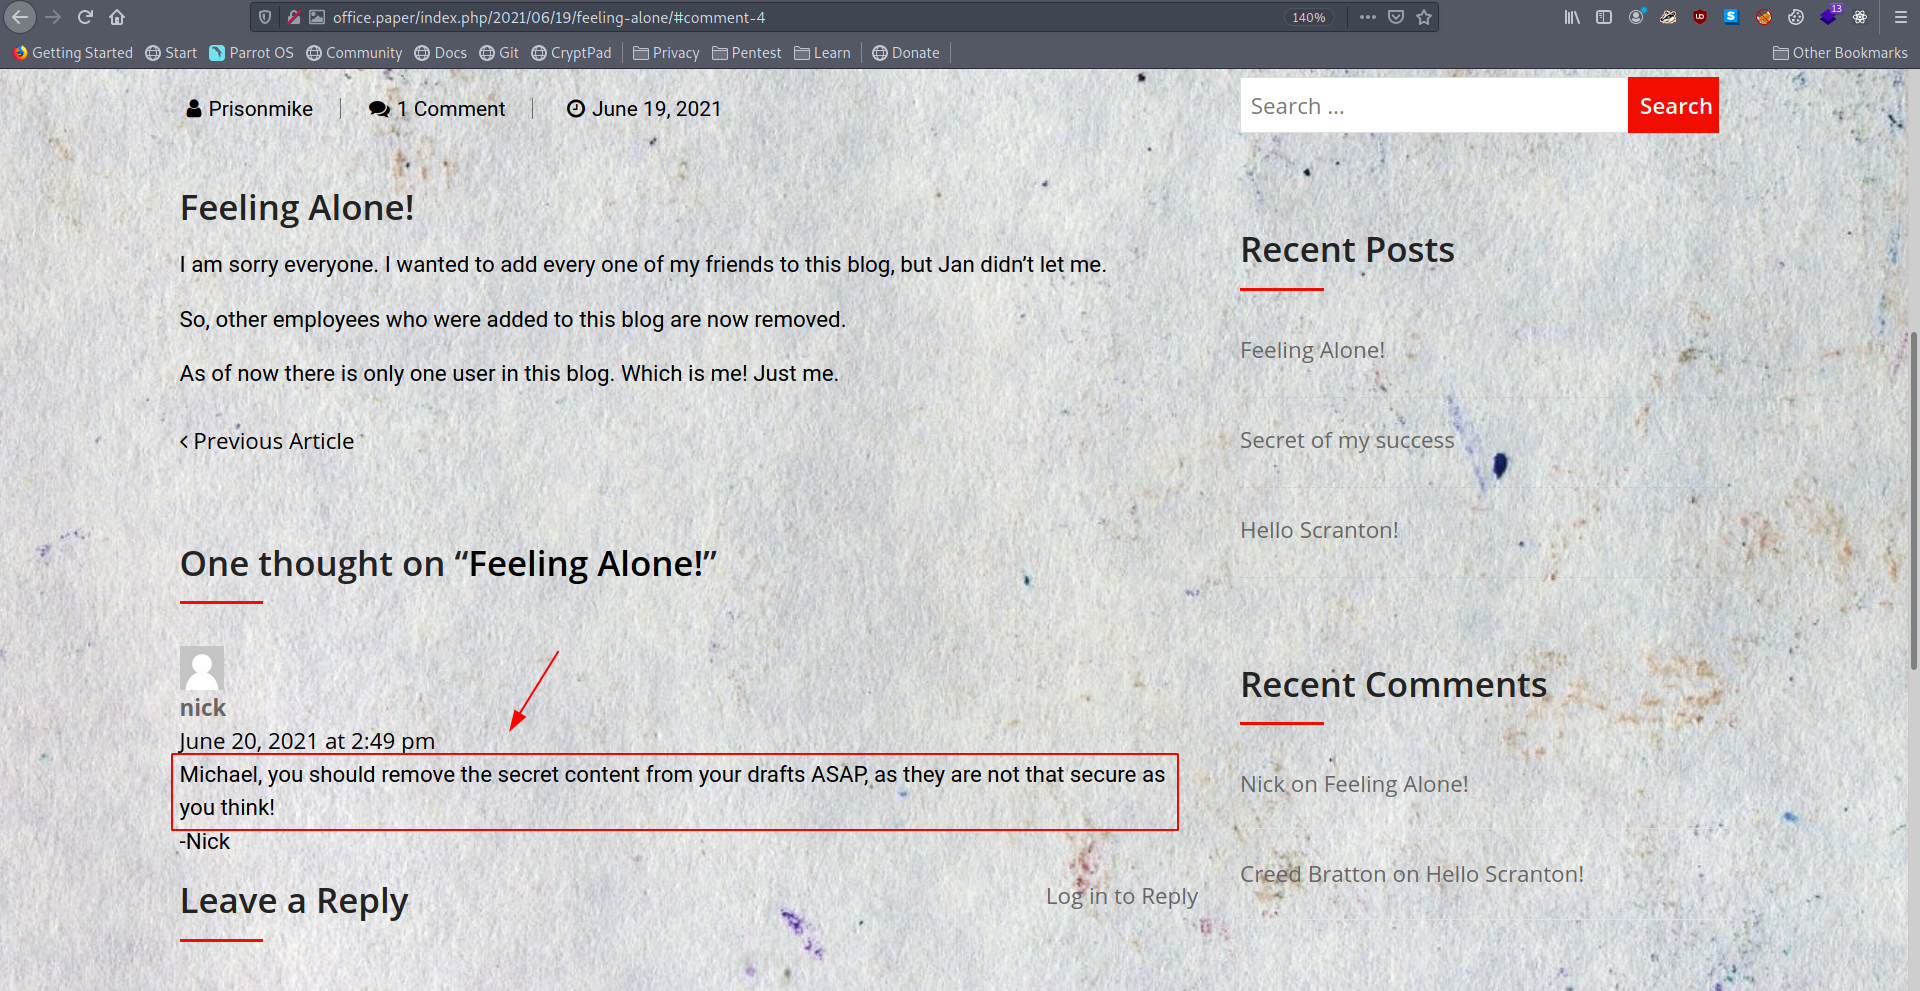 office.paper/index.php/2021/06/19/feeling-alone/#comment-4
140%
13
Getting Started Start Parrot OS Community Docs Git CryptPad Privacy Pentest Learn Donate Other Bookmarks
Prisonmike 1 Comment June 19, 2021
Feeling Alone!
I am sorry everyone. I wanted to add every one of my friends to this blog, but Jan didn’t let me.
So, other employees who were added to this blog are now removed.
As of now there is only one user in this blog. Which is me! Just me.
Previous Article
One thought on “Feeling Alone!”
nick
June 20, 2021 at 2:49 pm
Michael, you should remove the secret content from your drafts ASAP, as they are not that secure as
you think!
-Nick
Leave a Reply
Log in to Reply
Search ...
Search
Recent Posts
Feeling Alone!
Secret of my success
Hello Scranton!
Recent Comments
Nick on Feeling Alone!
Creed Bratton on Hello Scranton!